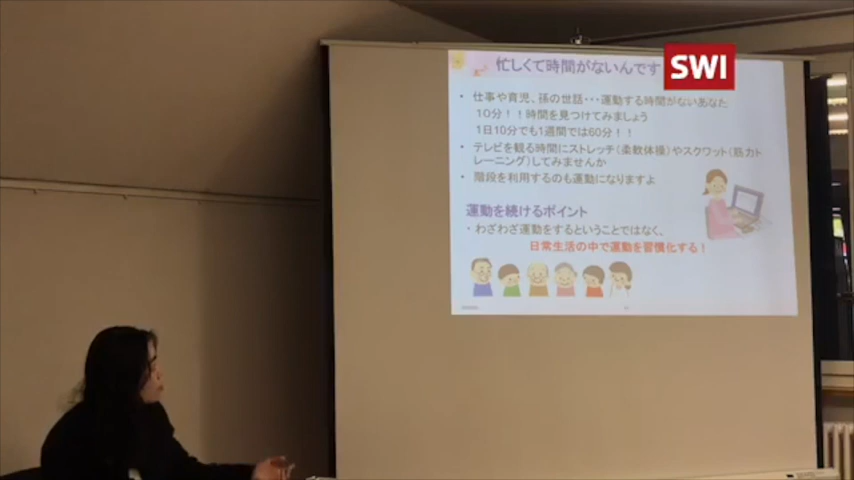 忙しくて時間がないんです
SWI
・ 仕事や育児、孫の世話・・・運動する時間がないあなた
10分！！時間を見つけてみましょう
1日10分でも1週間では60分！！
・ テレビを観る時間にストレッチ（柔軟体操）やスクワット（筋力ト
レーニング）してみませんか
・ 階段を利用するのも運動になりますよ
運動を続けるポイント
・わざわざ運動をするということではなく、
日常生活の中で運動を習慣化する！